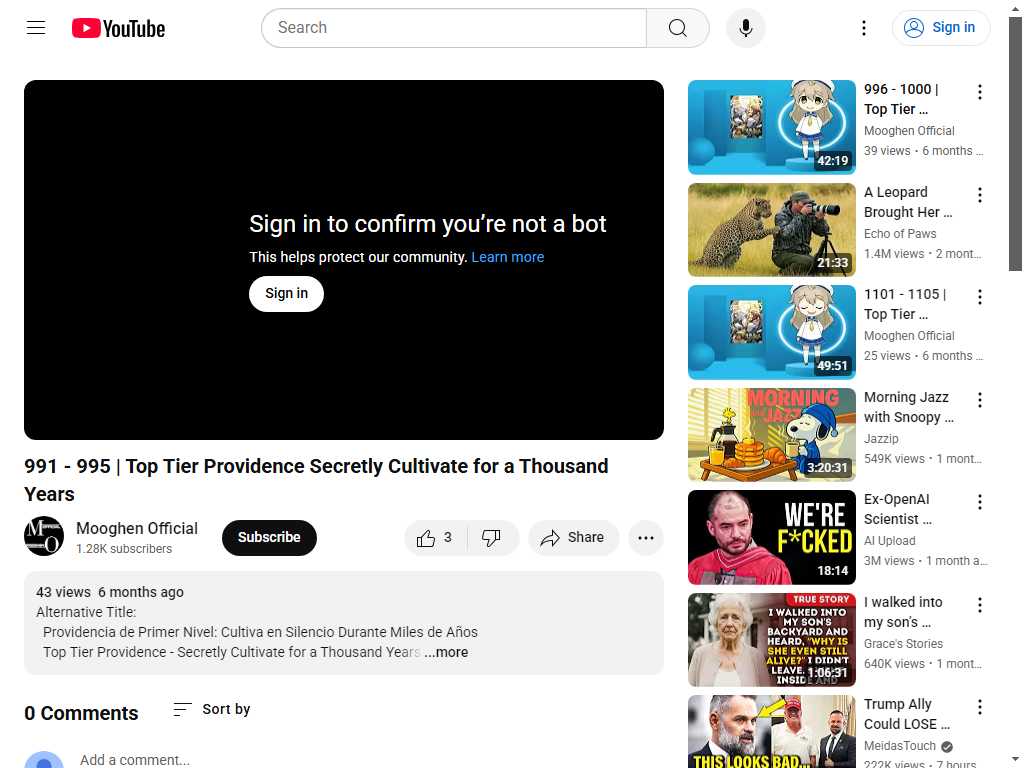 YouTube
Search
Sign in
Sign in to confirm you're not a bot
This helps protect our community. Learn more
Sign in
991 - 995 | Top Tier Providence Secretly Cultivate for a Thousand
Years
Mooghen Official
1.28K subscribers
Subscribe
3
Share
43 views 6 months ago
Alternative Title:
Providencia de Primer Nivel: Cultiva en Silencio Durante Miles de Años
Top Tier Providence - Secretly Cultivate for a Thousand Years ...more
0 Comments
Sort by
Add a comment...
42:19
996 - 1000 |
Top Tier ...
Mooghen Official
39 views • 6 months ...
21:33
A Leopard
Brought Her ...
Echo of Paws
1.4M views • 2 mont...
49:51
1101 - 1105 |
Top Tier ...
Mooghen Official
25 views • 6 months ...
MORNING
and JAZZ
3:20:31
Morning Jazz
with Snoopy ...
Jazzip
549K views • 1 mont...
WE'RE
F*CKED
18:14
Ex-OpenAI
Scientist ...
AI Upload
3M views • 1 month a...
TRUE STORY
I WALKED INTO
MY SON'S
BACKYARD AND
HEARD, "WHY IS
SHE EVEN STILL
ALIVE?" I DIDN'T
LEAVE. I
INSIDE AND
1:06:31
I walked into
my son's ...
Grace's Stories
640K views • 1 mont...
THIS LOOKS BAD...
Trump Ally
Could LOSE ...
MeidasTouch
222K views • 7 hours